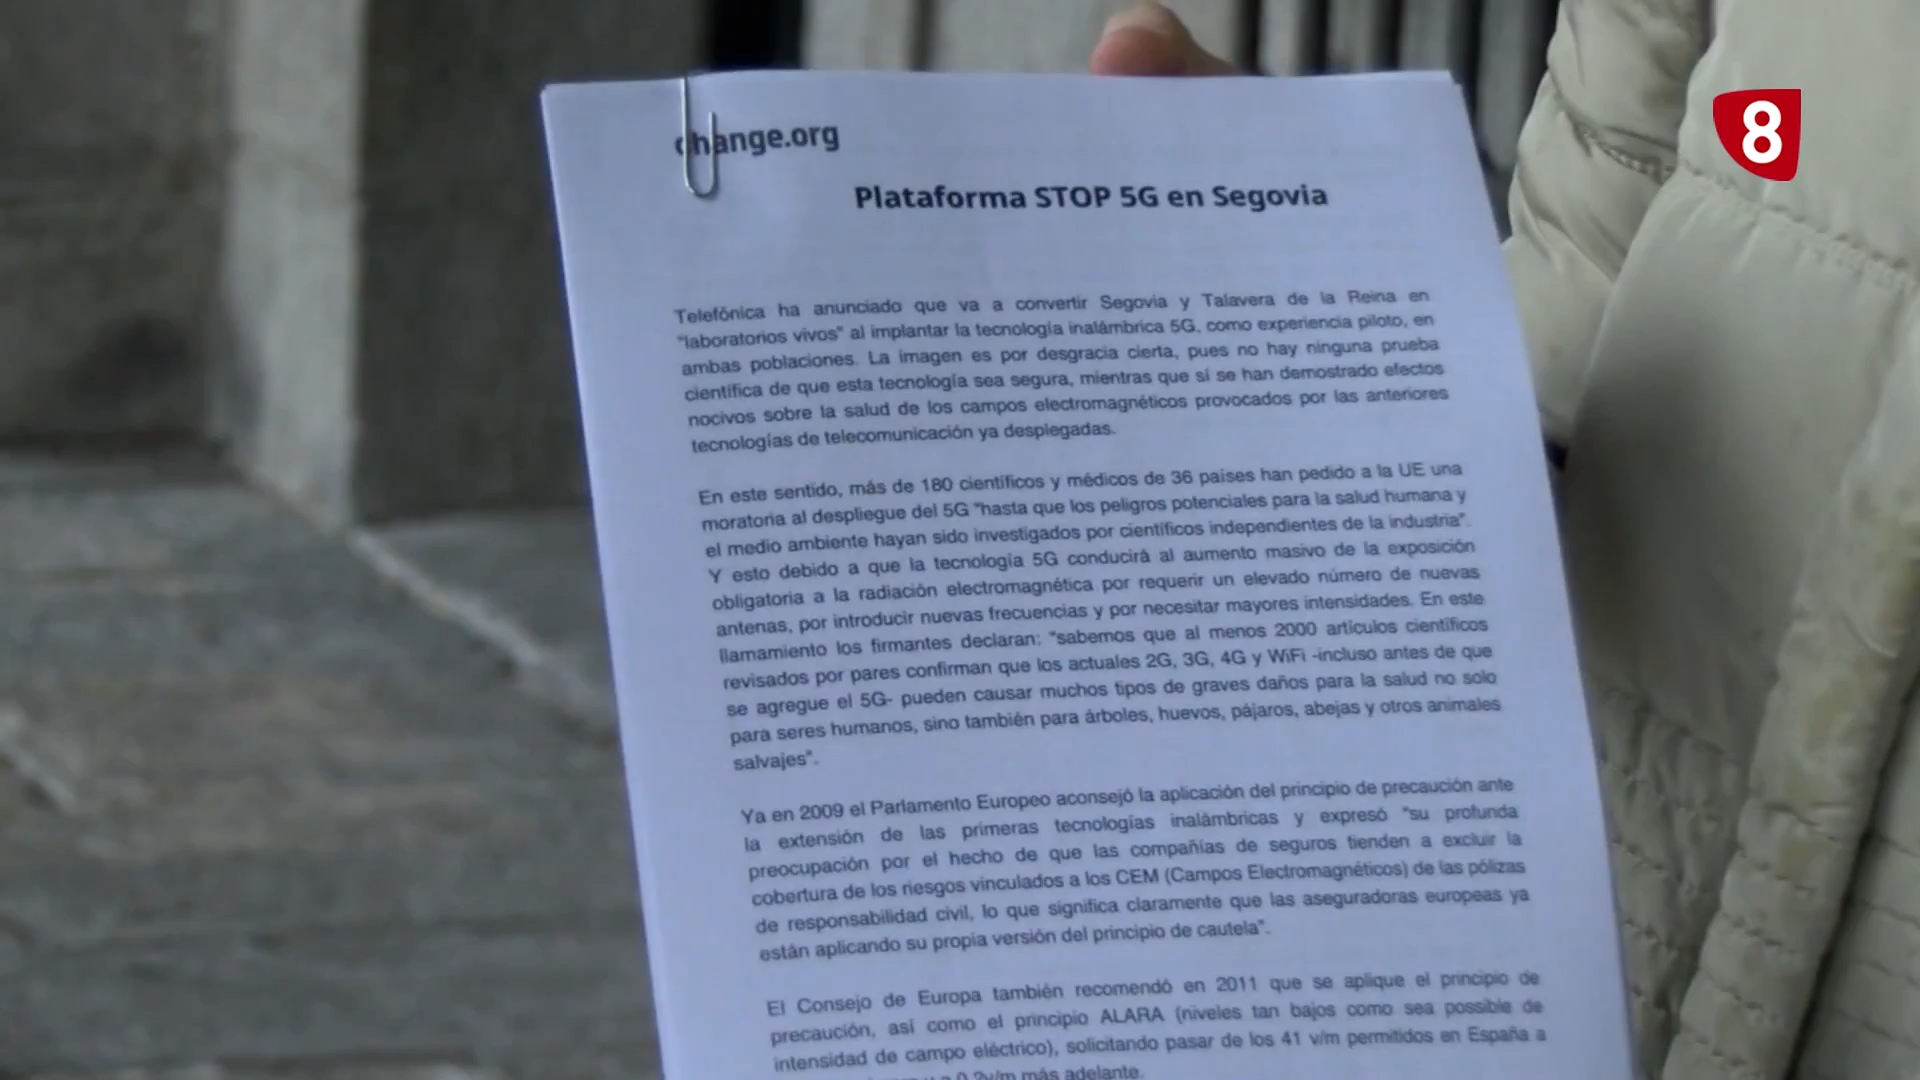 8
change.org
Plataforma STOP 5G en Segovia
Telefónica ha anunciado que va a convertir Segovia y Talavera de la Reina en
"laboratorios vivos" al implantar la tecnología inalámbrica 5G, como experiencia piloto, en
ambas poblaciones. La imagen es por desgracia cierta, pues no hay ninguna prueba
científica de que esta tecnología sea segura, mientras que sí se han demostrado efectos
nocivos sobre la salud de los campos electromagnéticos provocados por las anteriores
tecnologías de telecomunicación ya desplegadas.
En este sentido, más de 180 científicos y médicos de 36 países han pedido a la UE una
moratoria al despliegue del 5G "hasta que los peligros potenciales para la salud humana y
el medio ambiente hayan sido investigados por científicos independientes de la industria".
Y esto debido a que la tecnología 5G conducirá al aumento masivo de la exposición
obligatoria a la radiación electromagnética por requerir un elevado número de nuevas
antenas, por introducir nuevas frecuencias y por necesitar mayores intensidades. En este
llamamiento los firmantes declaran: "sabemos que al menos 2000 artículos científicos
revisados por pares confirman que los actuales 2G, 3G, 4G y WiFi -incluso antes de que
se agregue el 5G- pueden causar muchos tipos de graves daños para la salud no solo
para seres humanos, sino también para árboles, huevos, pájaros, abejas y otros animales
salvajes".
Ya en 2009 el Parlamento Europeo aconsejó la aplicación del principio de precaución ante
la extensión de las primeras tecnologías inalámbricas y expresó "su profunda
preocupación por el hecho de que las compañías de seguros tienden a excluir la
cobertura de los riesgos vinculados a los CEM (Campos Electromagnéticos) de las pólizas
de responsabilidad civil, lo que significa claramente que las aseguradoras europeas ya
están aplicando su propia versión del principio de cautela".
El Consejo de Europa también recomendó en 2011 que se aplique el principio de
precaución, así como el principio ALARA (niveles tan bajos como sea possible de
intensidad de campo eléctrico), solicitando pasar de los 41 v/m permitidos en España a
0,2v/m más adelante.